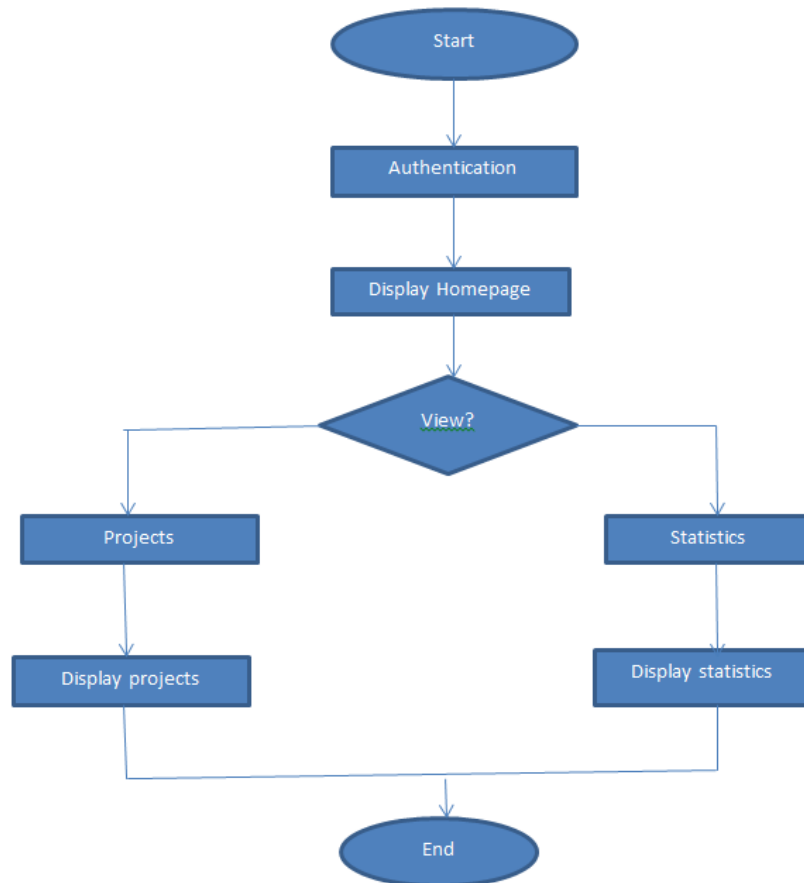 Start
Authentication
Display Homepage
View?
Projects
Statistics
Display projects
Display statistics
End